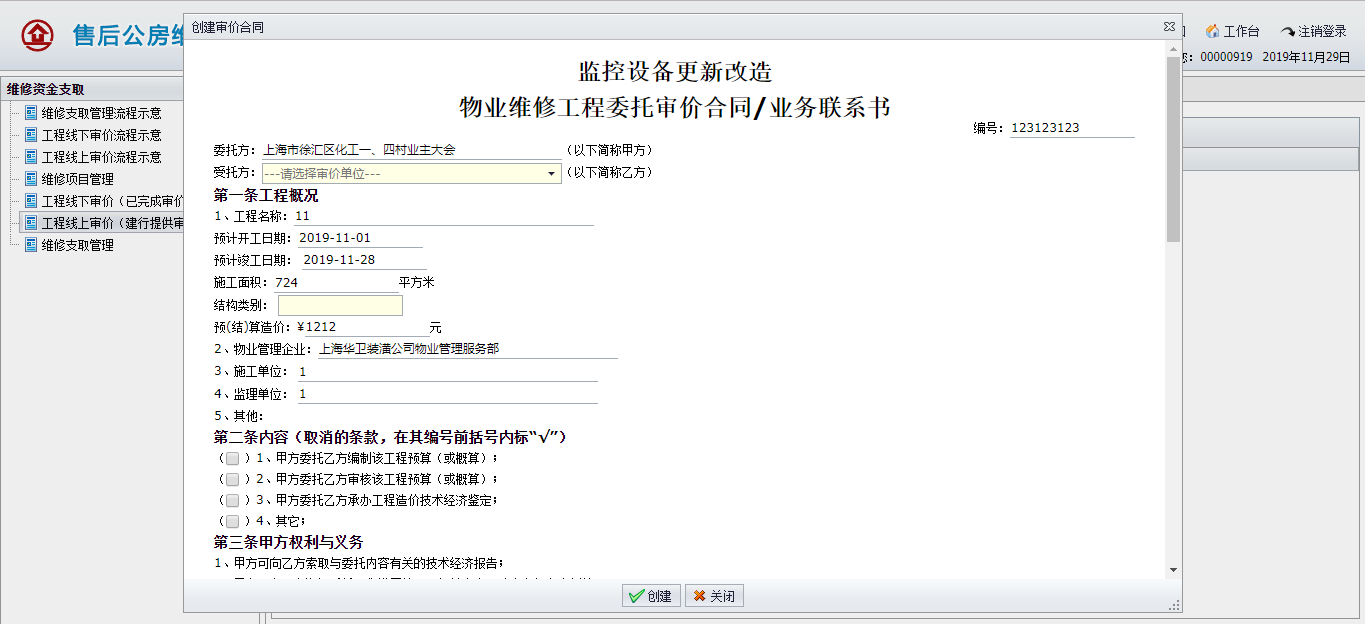 售后公房维
创建审价合同
工作台
注销登录
00000919 2019年11月29日
维修资金支取
维修支取管理流程示意
工程线下审价流程示意
工程线上审价流程示意
维修项目管理
工程线下审价（已完成审价
工程线上审价（建行提供审
维修支取管理
监控设备更新改造
物业维修工程委托审价合同/业务联系书
编号：123123123
委托方：上海市徐汇区化工一、四村业主大会（以下简称甲方）
受托方：---请选择审价单位---（以下简称乙方）
第一条工程概况
1、工程名称：11
预计开工日期：2019-11-01
预计竣工日期：2019-11-28
施工面积：724 平方米
结构类别：
预(结)算造价：¥1212 元
2、物业管理企业：上海华卫装潢公司物业管理服务部
3、施工单位：1
4、监理单位：1
5、其他：
第二条内容（取消的条款，在其编号前括号内标“√”）
（ ）1、甲方委托乙方编制该工程预算（或概算）；
（ ）2、甲方委托乙方审核该工程预算（或概算）；
（ ）3、甲方委托乙方承办工程造价技术经济鉴定；
（ ）4、其它；
第三条甲方权利与义务
1、甲方可向乙方索取与委托内容有关的技术经济报告；
创建
关闭